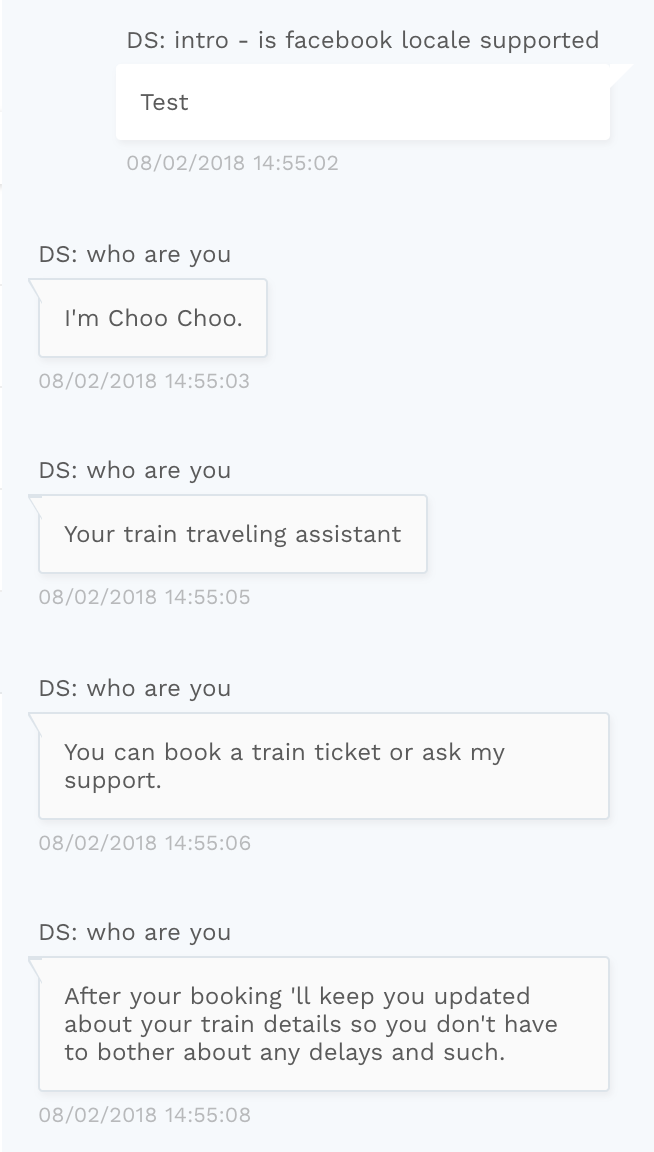 DS: intro - is facebook locale supported
Test
08/02/2018 14:55:02
DS: who are you
I'm Choo Choo.
08/02/2018 14:55:03
DS: who are you
Your train traveling assistant
08/02/2018 14:55:05
DS: who are you
You can book a train ticket or ask my
support.
08/02/2018 14:55:06
DS: who are you
After your booking 'll keep you updated
about your train details so you don't have
to bother about any delays and such.
08/02/2018 14:55:08